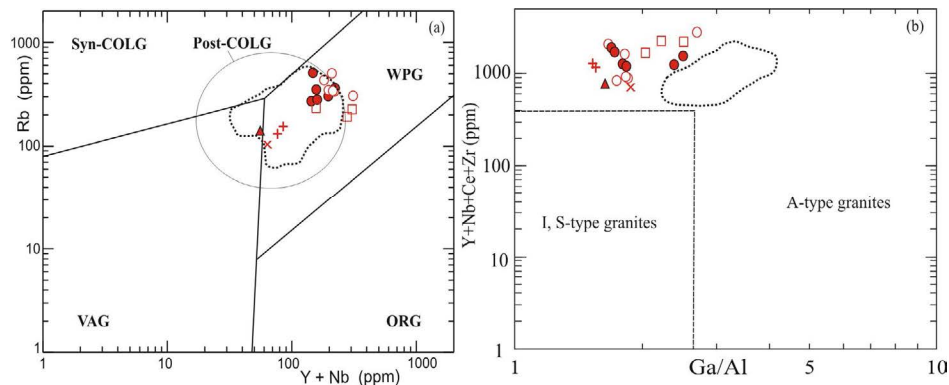 (a)
1000
Syn-COLG
Post-COLG
WPG
Rb (ppm)
100
10
VAG
ORG
1
1
10
100
1000
Y + Nb (ppm)
(b)
1000
Y+Nb+Ce+Zr (ppm)
100
A-type granites
I, S-type granites
10
1
1
Ga/Al
5
10